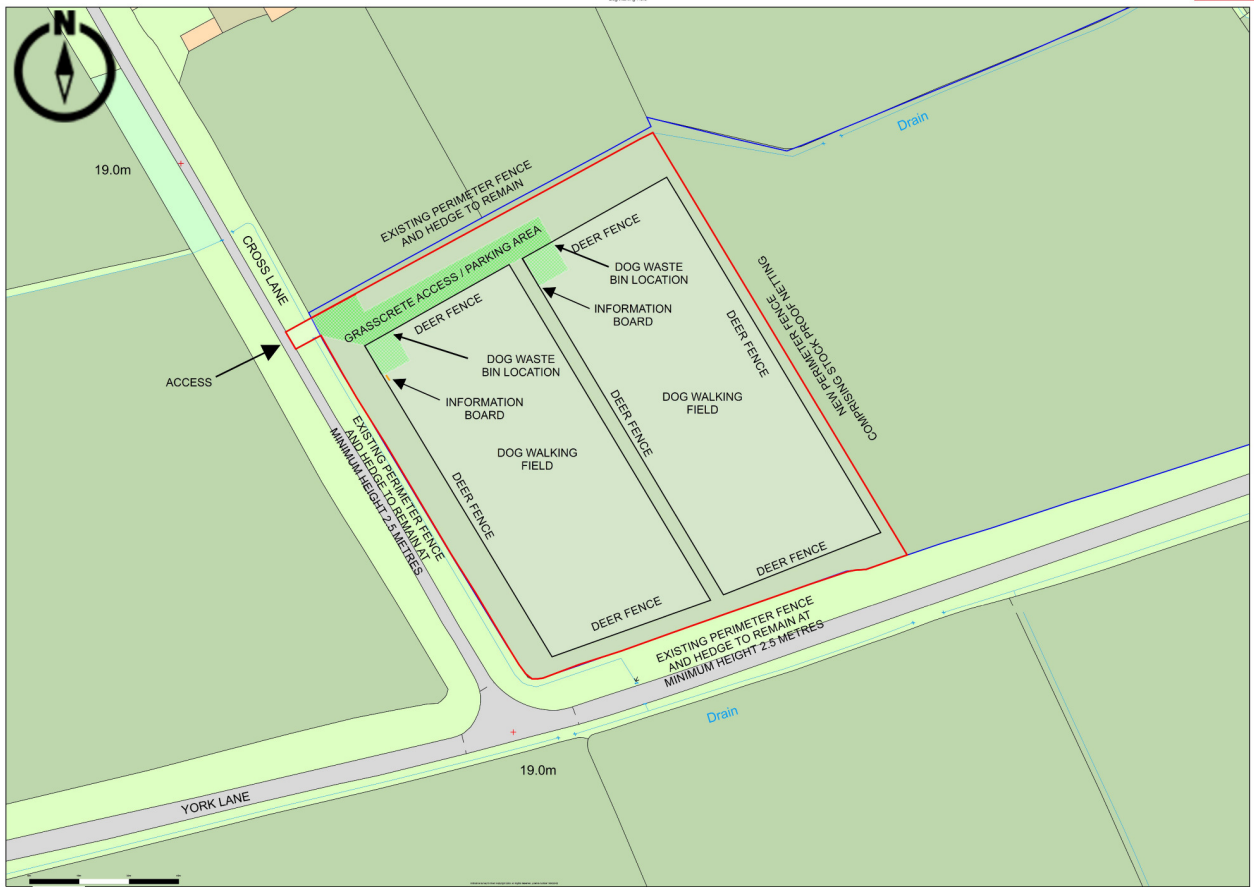 N
Drain
19.0m
EXISTING PERIMETER FENCE
AND HEDGE TO REMAIN
CROSS LANE
GRASSCRETE ACCESS / PARKING AREA
DEER FENCE
DOG WASTE
BIN LOCATION
INFORMATION
BOARD
NEW PERIMETER FENCE
COMPRISING STOCK PROOF NETTING
DEER FENCE
DEER FENCE
DOG WASTE
BIN LOCATION
ACCESS
INFORMATION
BOARD
DEER FENCE
DOG WALKING
FIELD
DOG WALKING
FIELD
EXISTING PERIMETER FENCE
AND HEDGE TO REMAIN AT
MINIMUM HEIGHT 2.5 METRES
DEER FENCE
DEER FENCE
DEER FENCE
EXISTING PERIMETER FENCE
AND HEDGE TO REMAIN AT
MINIMUM HEIGHT 2.5 METRES
Drain
19.0m
YORK LANE